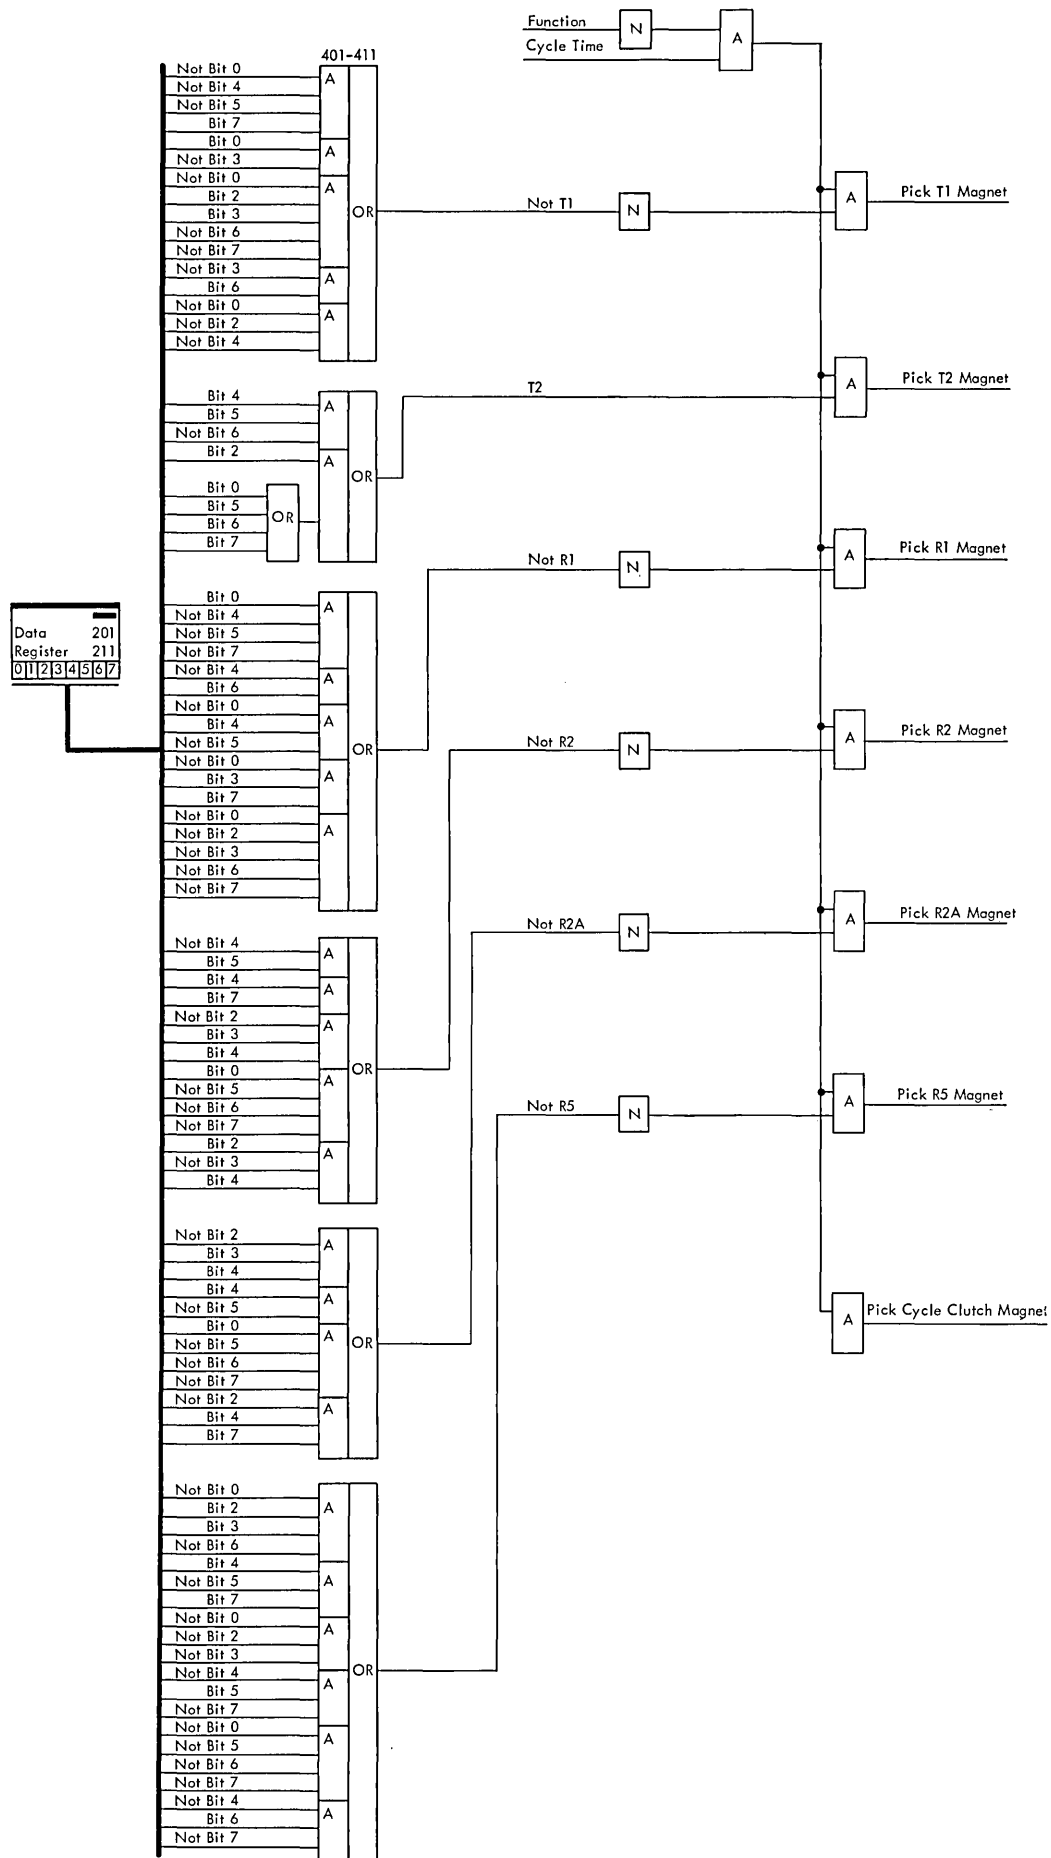 Function
N
A
Cycle Time
401-411
Not Bit 0
A
Not Bit 4
Not Bit 5
Bit 7
Bit 0
A
Not Bit 3
Not Bit 0
A
Bit 2
Bit 3
Not Bit 6
Not Bit 7
Not Bit 3
A
Bit 6
Not Bit 0
A
Not Bit 2
Not Bit 4
OR
Not T1
N
A
Pick T1 Magnet
Bit 4
A
Bit 5
Not Bit 6
Bit 2
A
Bit 0
Bit 5
Bit 6
Bit 7
OR
OR
T2
A
Pick T2 Magnet
Data 201
Register 211
0 1 2 3 4 5 6 7
Bit 0
A
Not Bit 4
Not Bit 5
Not Bit 7
Not Bit 4
A
Bit 6
Not Bit 0
A
Bit 4
Not Bit 5
Not Bit 0
A
Bit 3
Bit 7
Not Bit 0
A
Not Bit 2
Not Bit 3
Not Bit 6
Not Bit 7
OR
Not R1
N
A
Pick R1 Magnet
Not Bit 4
A
Bit 5
Bit 4
A
Bit 7
Not Bit 2
A
Bit 3
Bit 4
Bit 0
A
Not Bit 5
Not Bit 6
Not Bit 7
Bit 2
A
Not Bit 3
Bit 4
OR
Not R2
N
A
Pick R2 Magnet
Not Bit 2
A
Bit 3
Bit 4
Bit 4
A
Not Bit 5
Bit 0
A
Not Bit 5
Not Bit 6
Not Bit 7
Not Bit 2
A
Bit 4
Bit 7
OR
Not R2A
N
A
Pick R2A Magnet
Not Bit 0
A
Bit 2
Bit 3
Not Bit 6
Bit 4
A
Not Bit 5
Bit 7
Not Bit 0
A
Not Bit 2
Not Bit 3
Not Bit 4
A
Bit 5
Not Bit 7
Not Bit 0
A
Not Bit 5
Not Bit 6
Not Bit 7
Not Bit 4
A
Bit 6
Not Bit 7
OR
Not R5
N
A
Pick R5 Magnet
A
Pick Cycle Clutch Magnet